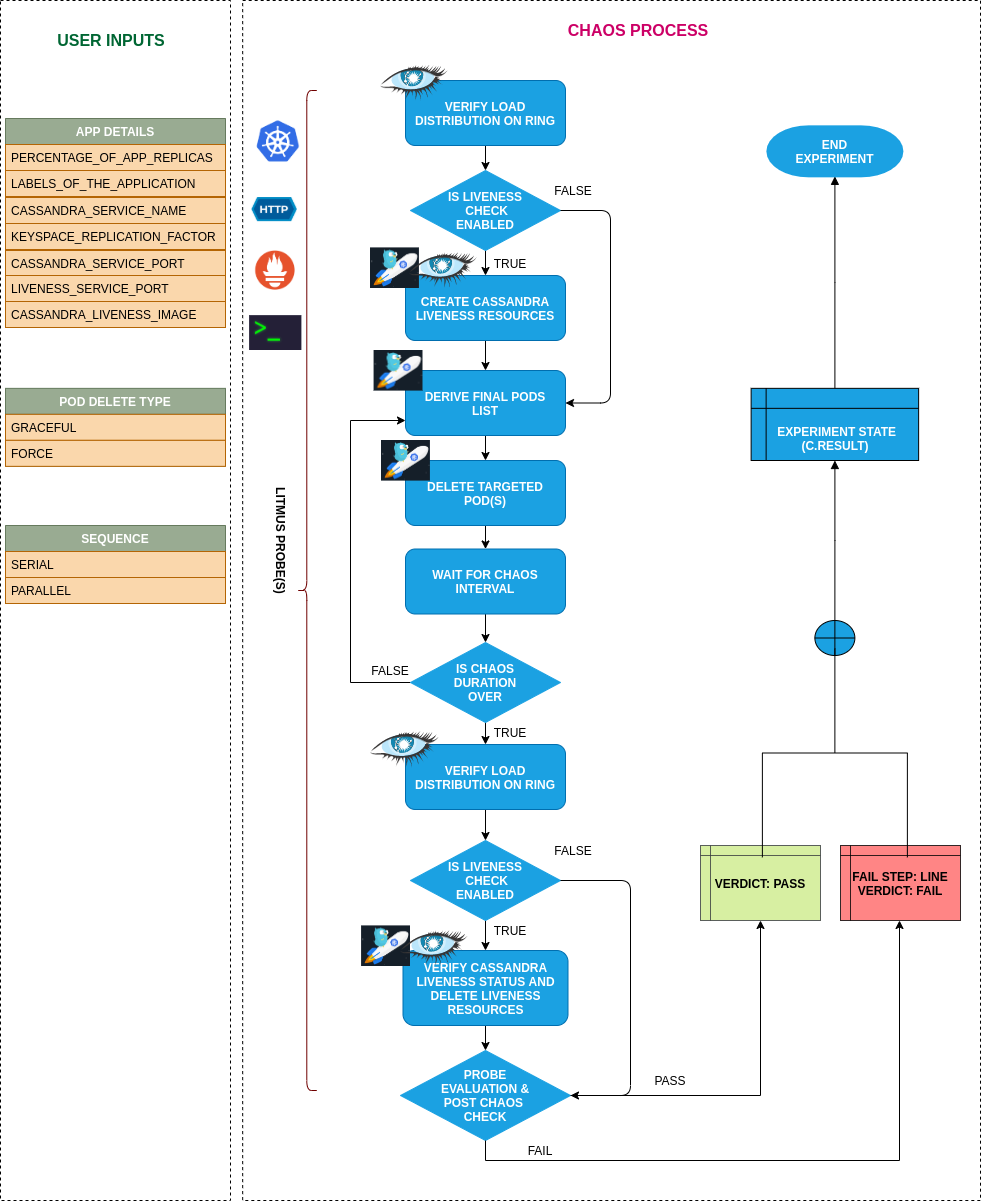 USER INPUTS
APP DETAILS
PERCENTAGE_OF_APP_REPLICAS
LABELS_OF_THE_APPLICATION
CASSANDRA_SERVICE_NAME
KEYSPACE_REPLICATION_FACTOR
CASSANDRA_SERVICE_PORT
LIVENESS_SERVICE_PORT
CASSANDRA_LIVENESS_IMAGE
POD DELETE TYPE
GRACEFUL
FORCE
SEQUENCE
SERIAL
PARALLEL
CHAOS PROCESS
HTTP
>_
LITMUS PROBE(S)
VERIFY LOAD
DISTRIBUTION ON RING
IS LIVENESS
CHECK
ENABLED
FALSE
TRUE
CREATE CASSANDRA
LIVENESS RESOURCES
DERIVE FINAL PODS
LIST
DELETE TARGETED
POD(S)
WAIT FOR CHAOS
INTERVAL
IS CHAOS
DURATION
OVER
FALSE
TRUE
VERIFY LOAD
DISTRIBUTION ON RING
IS LIVENESS
CHECK
ENABLED
FALSE
TRUE
VERIFY CASSANDRA
LIVENESS STATUS AND
DELETE LIVENESS
RESOURCES
PROBE
EVALUATION &
POST CHAOS
CHECK
PASS
FAIL
VERDICT: PASS
FAIL STEP: LINE
VERDICT: FAIL
EXPERIMENT STATE
(C.RESULT)
END
EXPERIMENT